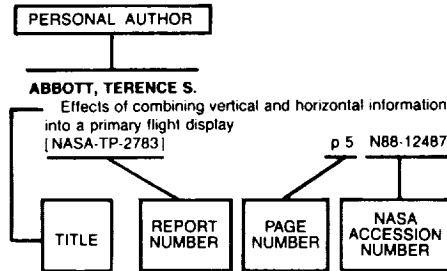 PERSONAL AUTHOR
ABBOTT, TERENCE S.
Effects of combining vertical and horizontal information
into a primary flight display
[NASA-TP-2783] p 5 N88-12487
TITLE
REPORT
NUMBER
PAGE
NUMBER
NASA
ACCESSION
NUMBER